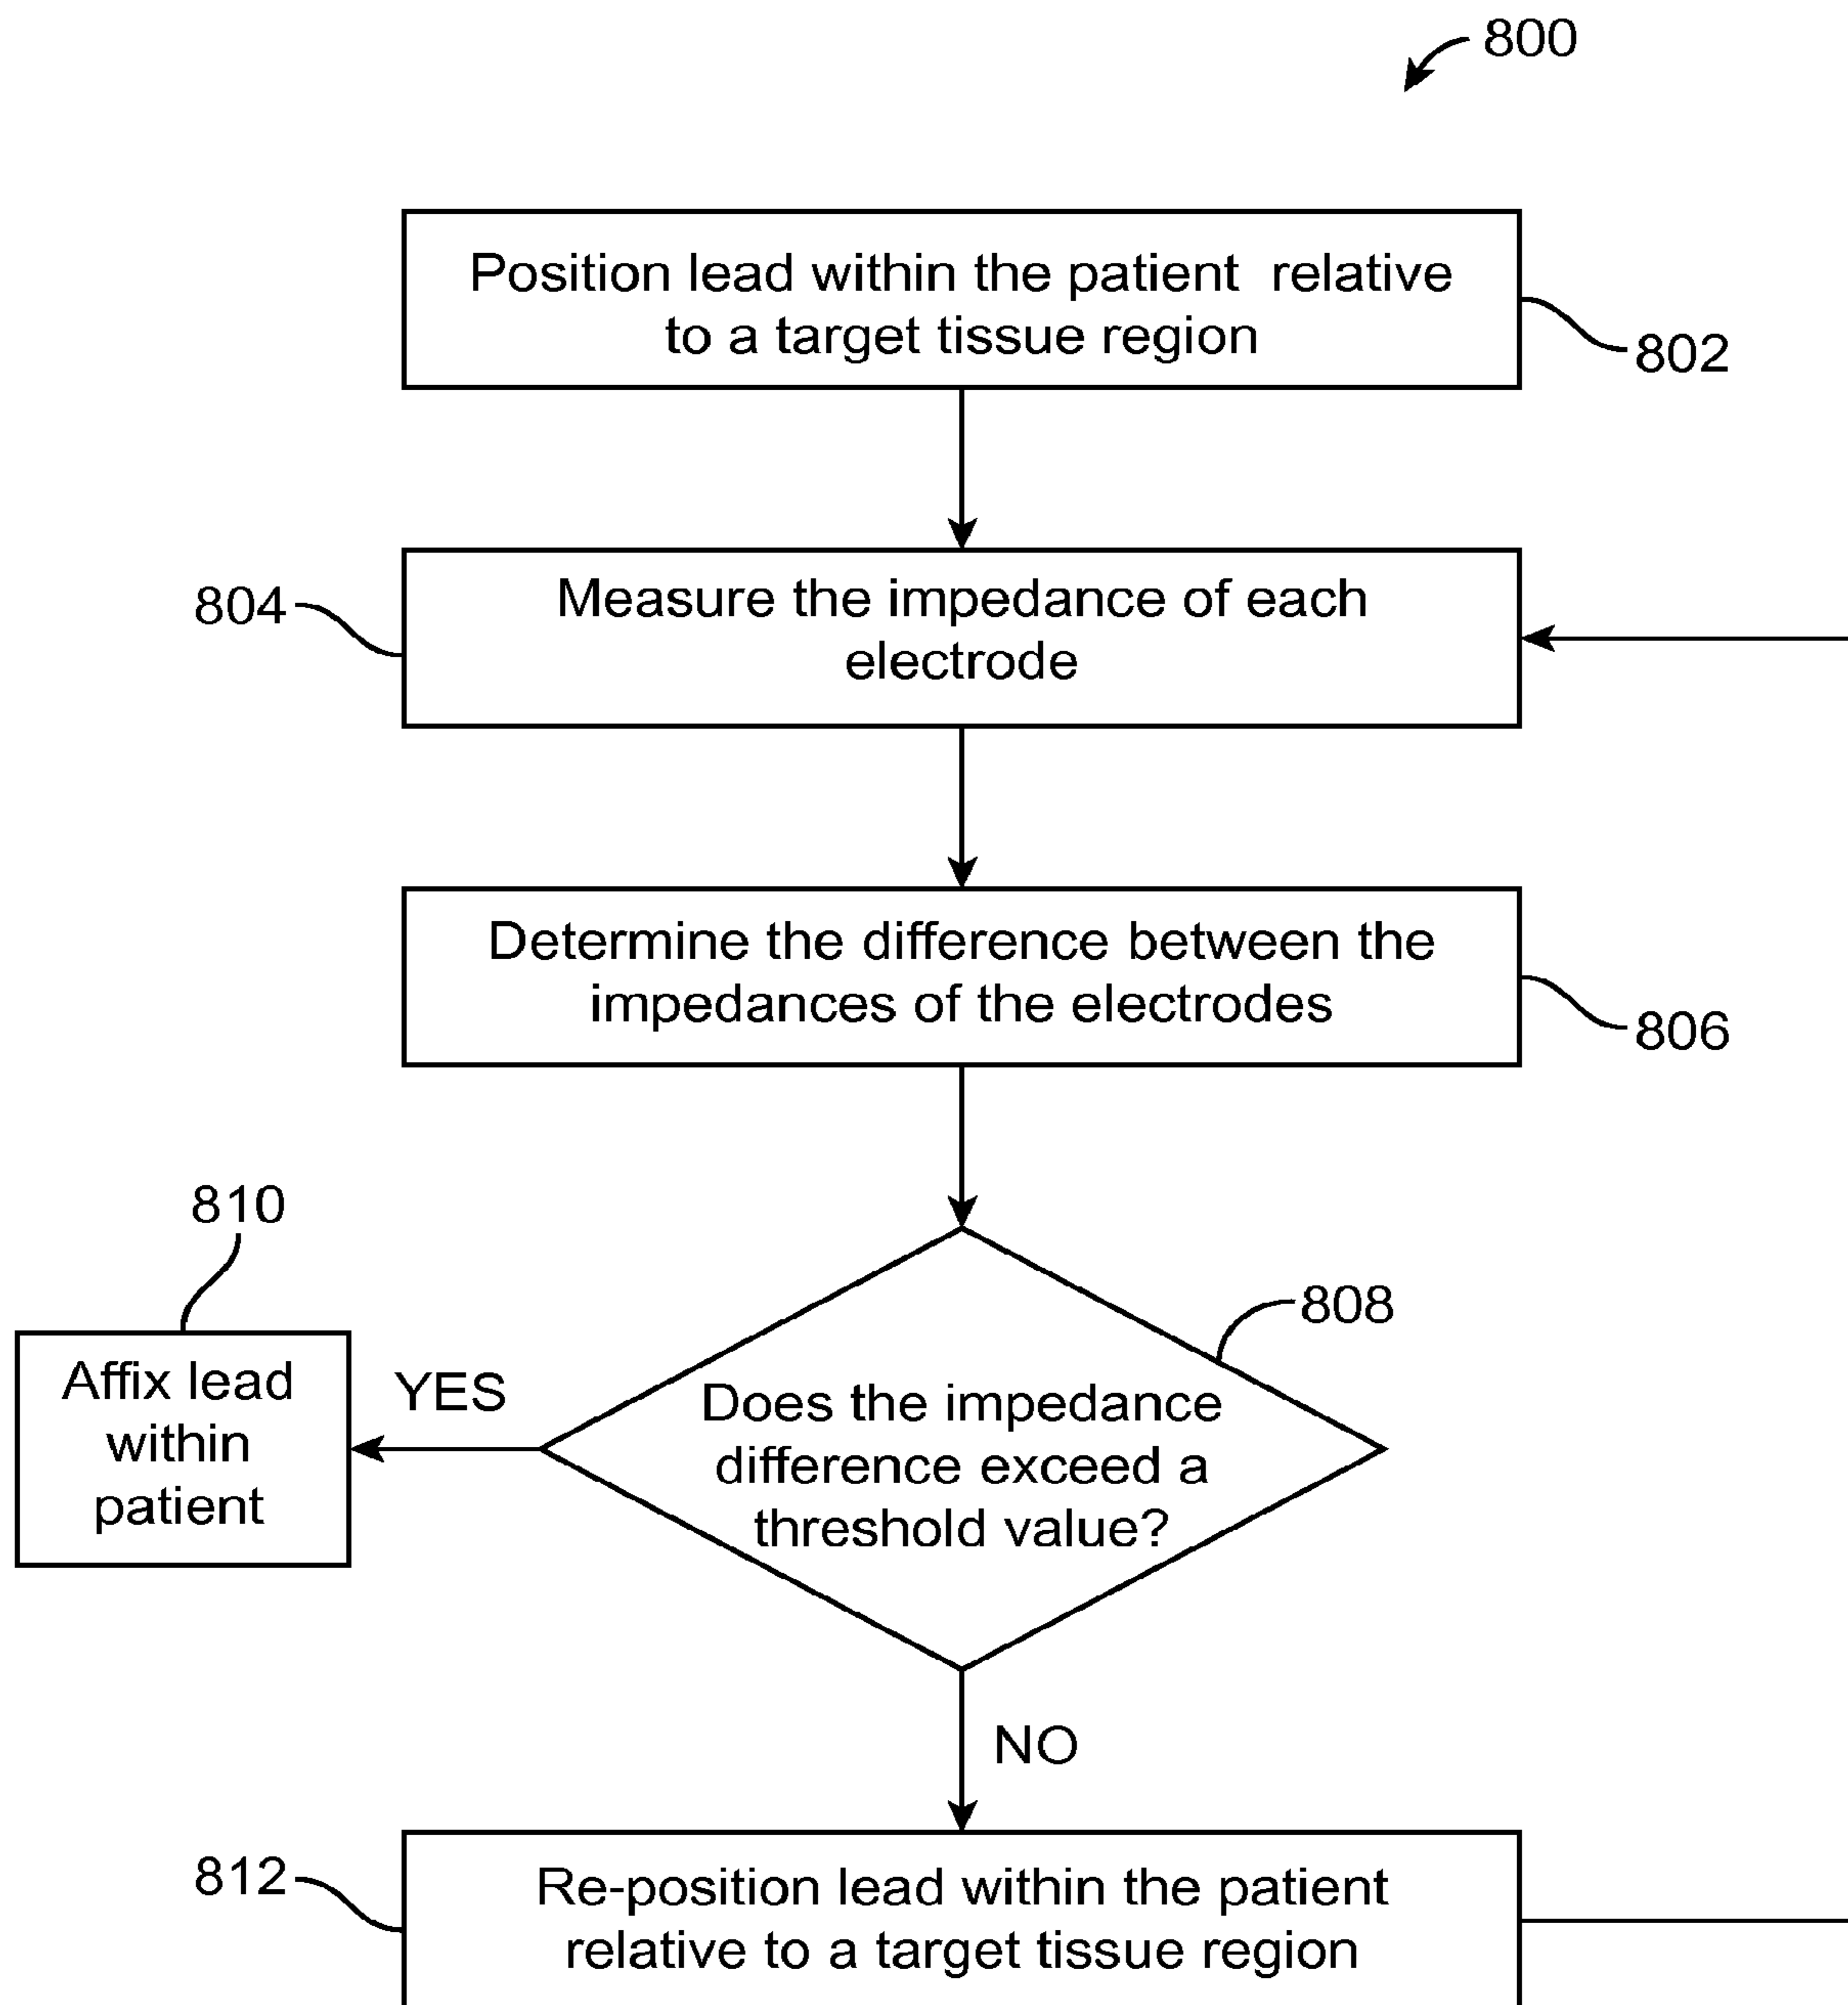 800
Position lead within the patient relative
to a target tissue region
802
804
Measure the impedance of each
electrode
Determine the difference between the
impedances of the electrodes
806
810
808
Affix lead
within
patient
YES
Does the impedance
difference exceed a
threshold value?
NO
812
Re-position lead within the patient
relative to a target tissue region